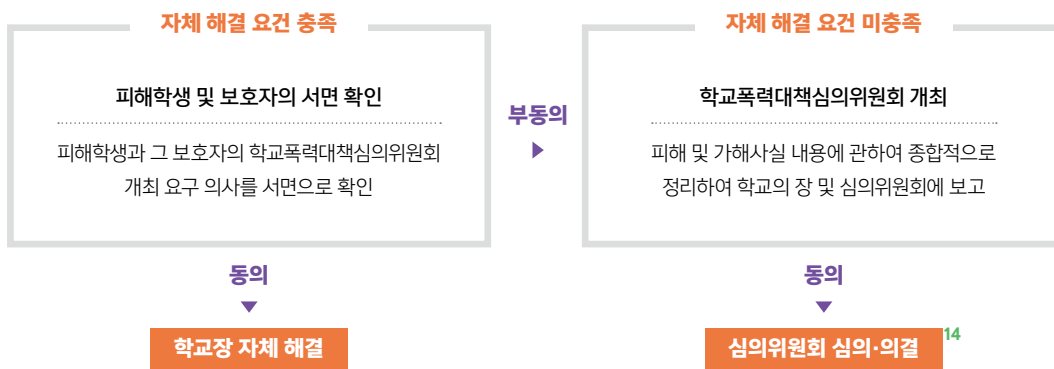 자체 해결 요건 충족
피해학생 및 보호자의 서면 확인
피해학생과 그 보호자의 학교폭력대책심의위원회
개최 요구 의사를 서면으로 확인
동의
학교장 자체 해결
부동의
자체 해결 요건 미충족
학교폭력대책심의위원회 개최
피해 및 가해사실 내용에 관하여 종합적으로
정리하여 학교의 장 및 심의위원회에 보고
동의
심의위원회 심의·의결 14